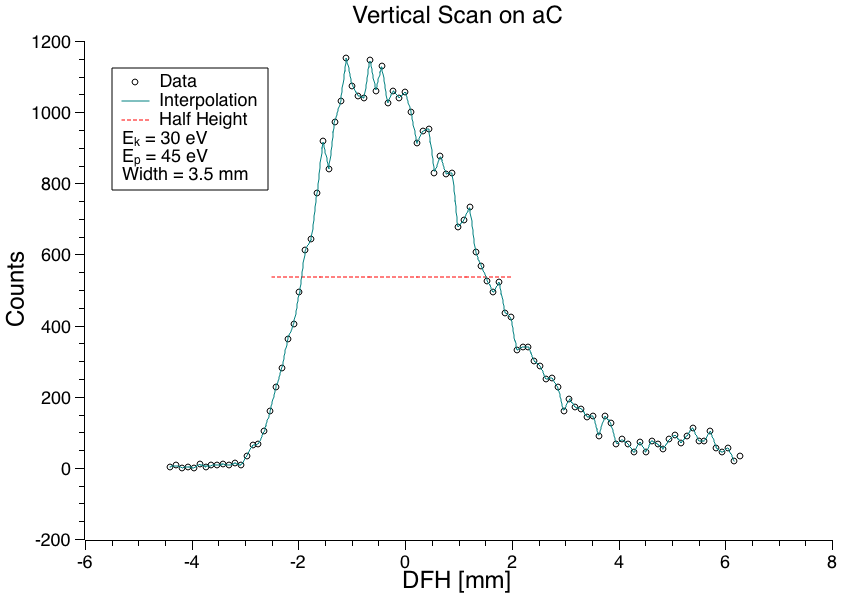 Vertical Scan on aC
1200
1000
800
600
400
200
0
-200
Counts
Data
Interpolation
Half Height
Eₖ = 30 eV
Eₚ = 45 eV
Width = 3.5 mm
-6 -4 -2 0 2 4 6 8
DFH [mm]